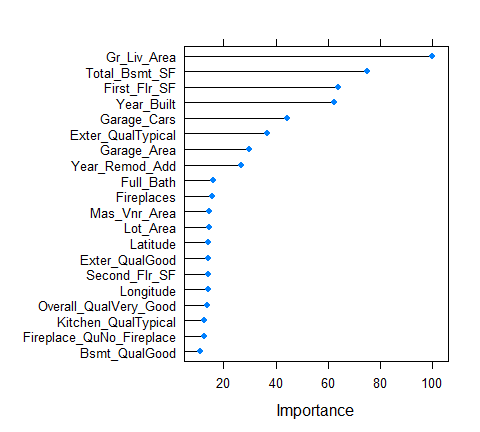 Gr_Liv_Area
Total_Bsmt_SF
First_Flr_SF
Year_Built
Garage_Cars
Exter_QualTypical
Garage_Area
Year_Remod_Add
Full_Bath
Fireplaces
Mas_Vnr_Area
Lot_Area
Latitude
Exter_QualGood
Second_Flr_SF
Longitude
Overall_QualVery_Good
Kitchen_QualTypical
Fireplace_QuNo_Fireplace
Bsmt_QualGood
20 40 60 80 100
Importance